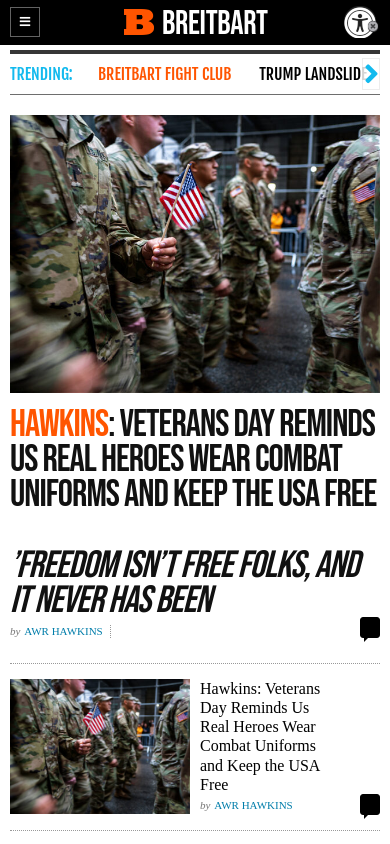 BREITBART
TRENDING:
BREITBART FIGHT CLUB
TRUMP LANDSLID
HAWKINS: VETERANS DAY REMINDS
US REAL HEROES WEAR COMBAT
UNIFORMS AND KEEP THE USA FREE
’FREEDOM ISN’T FREE FOLKS, AND
IT NEVER HAS BEEN
by AWR HAWKINS
Hawkins: Veterans
Day Reminds Us
Real Heroes Wear
Combat Uniforms
and Keep the USA
Free
by AWR HAWKINS